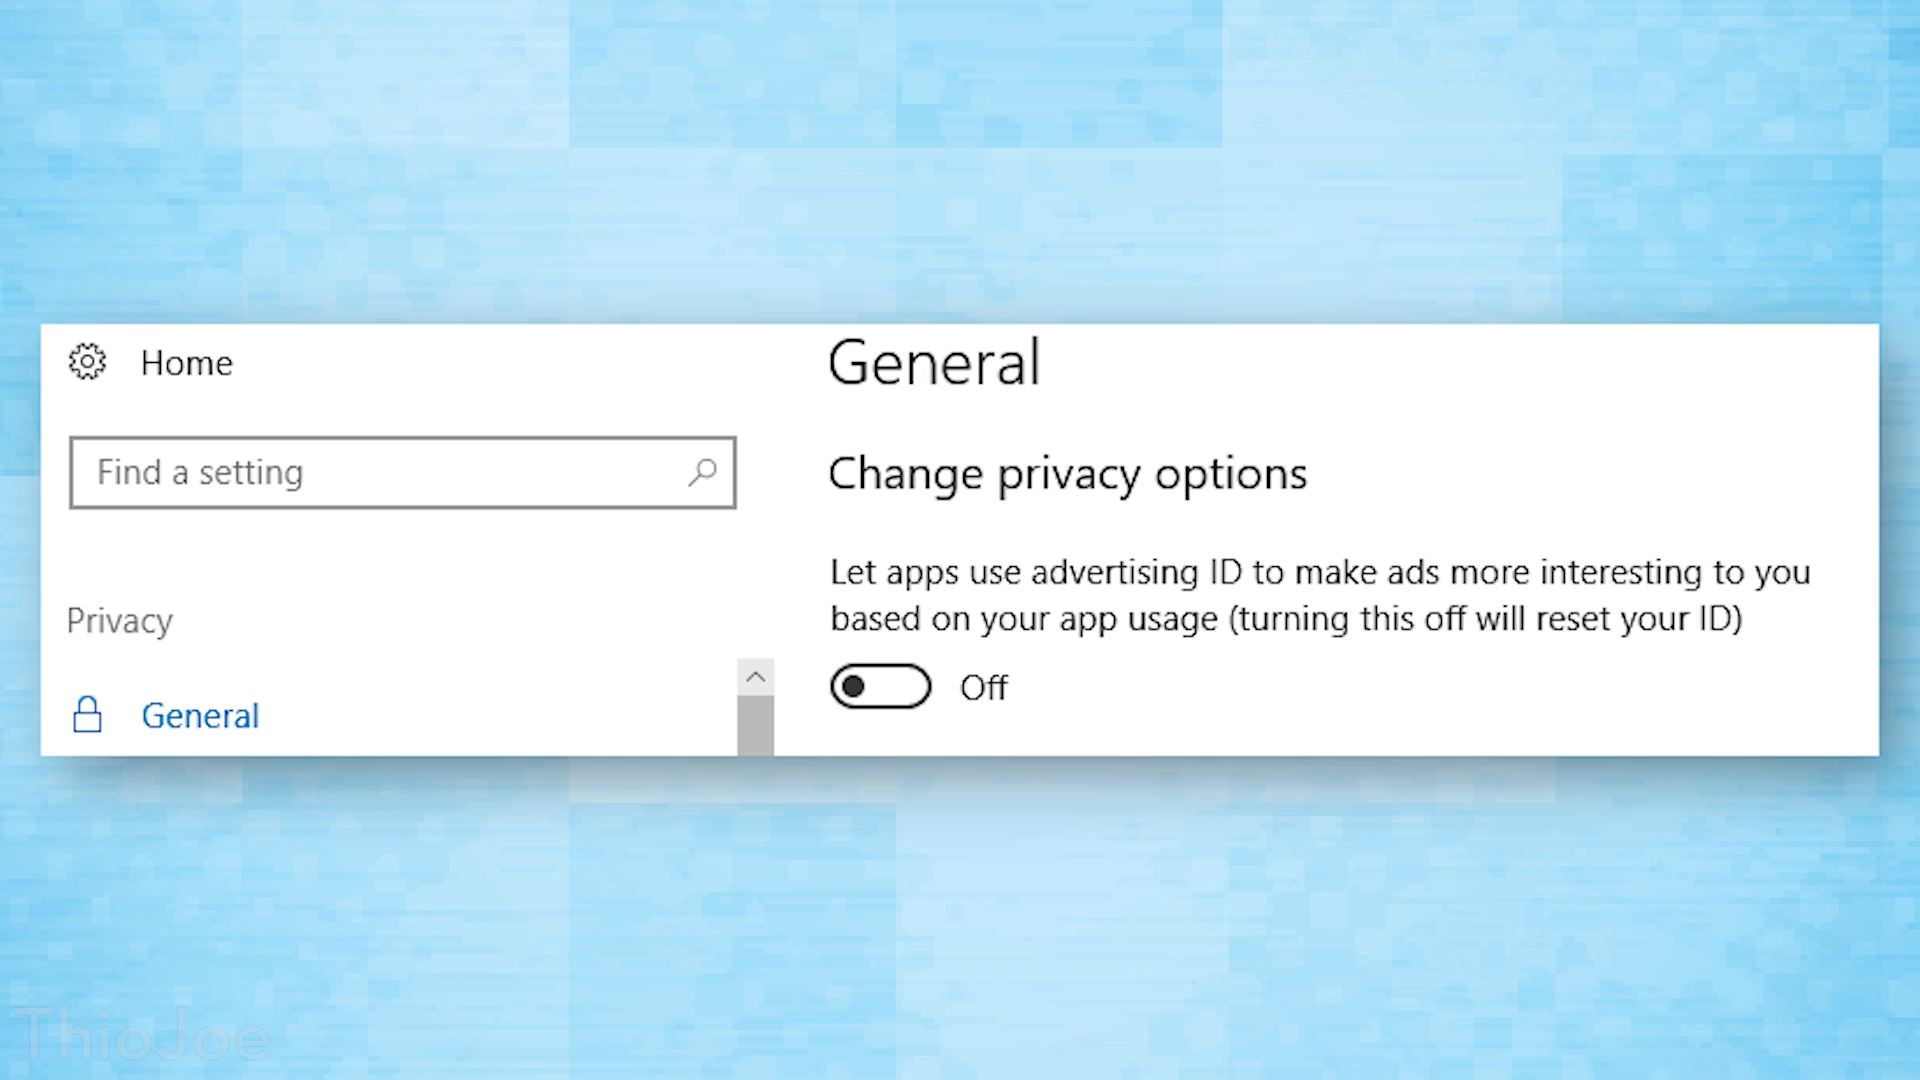 Home
Find a setting
Privacy
General
General
Change privacy options
Let apps use advertising ID to make ads more interesting to you
based on your app usage (turning this off will reset your ID)
Off
ThioJoe